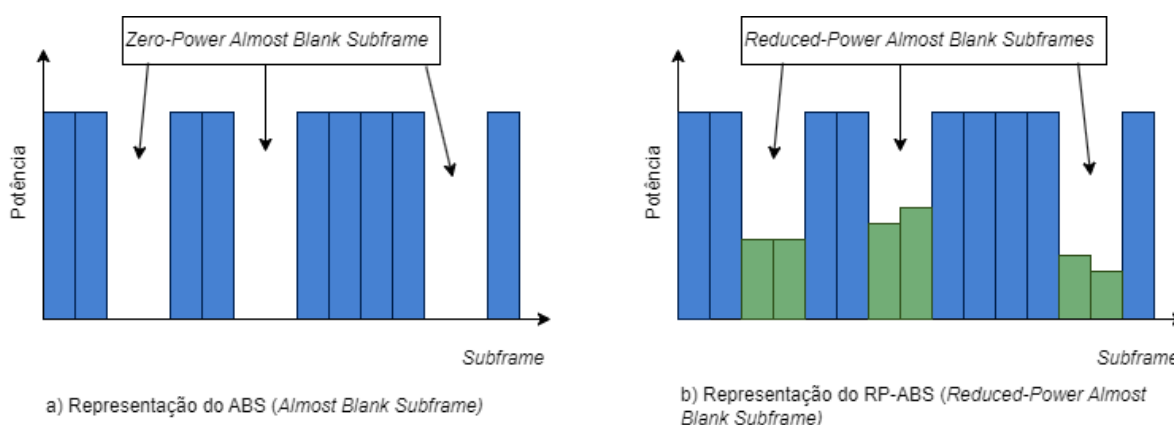 Zero-Power Almost Blank Subframe
Potência
Subframe
a) Representação do ABS (Almost Blank Subframe)
Reduced-Power Almost Blank Subframes
Potência
Subframe
b) Representação do RP-ABS (Reduced-Power Almost
Blank Subframe)